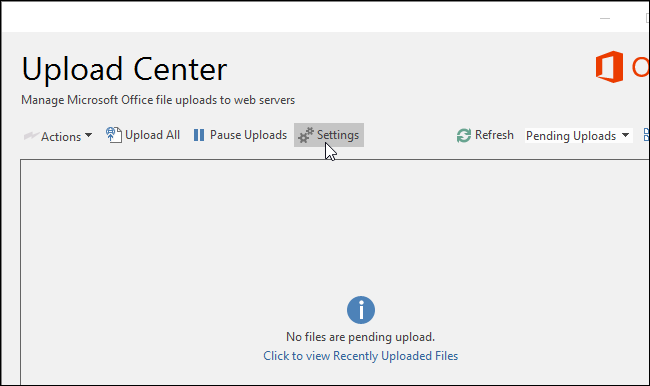 Upload Center
Manage Microsoft Office file uploads to web servers
Actions Upload All Pause Uploads Settings Refresh Pending Uploads
No files are pending upload.
Click to view Recently Uploaded Files